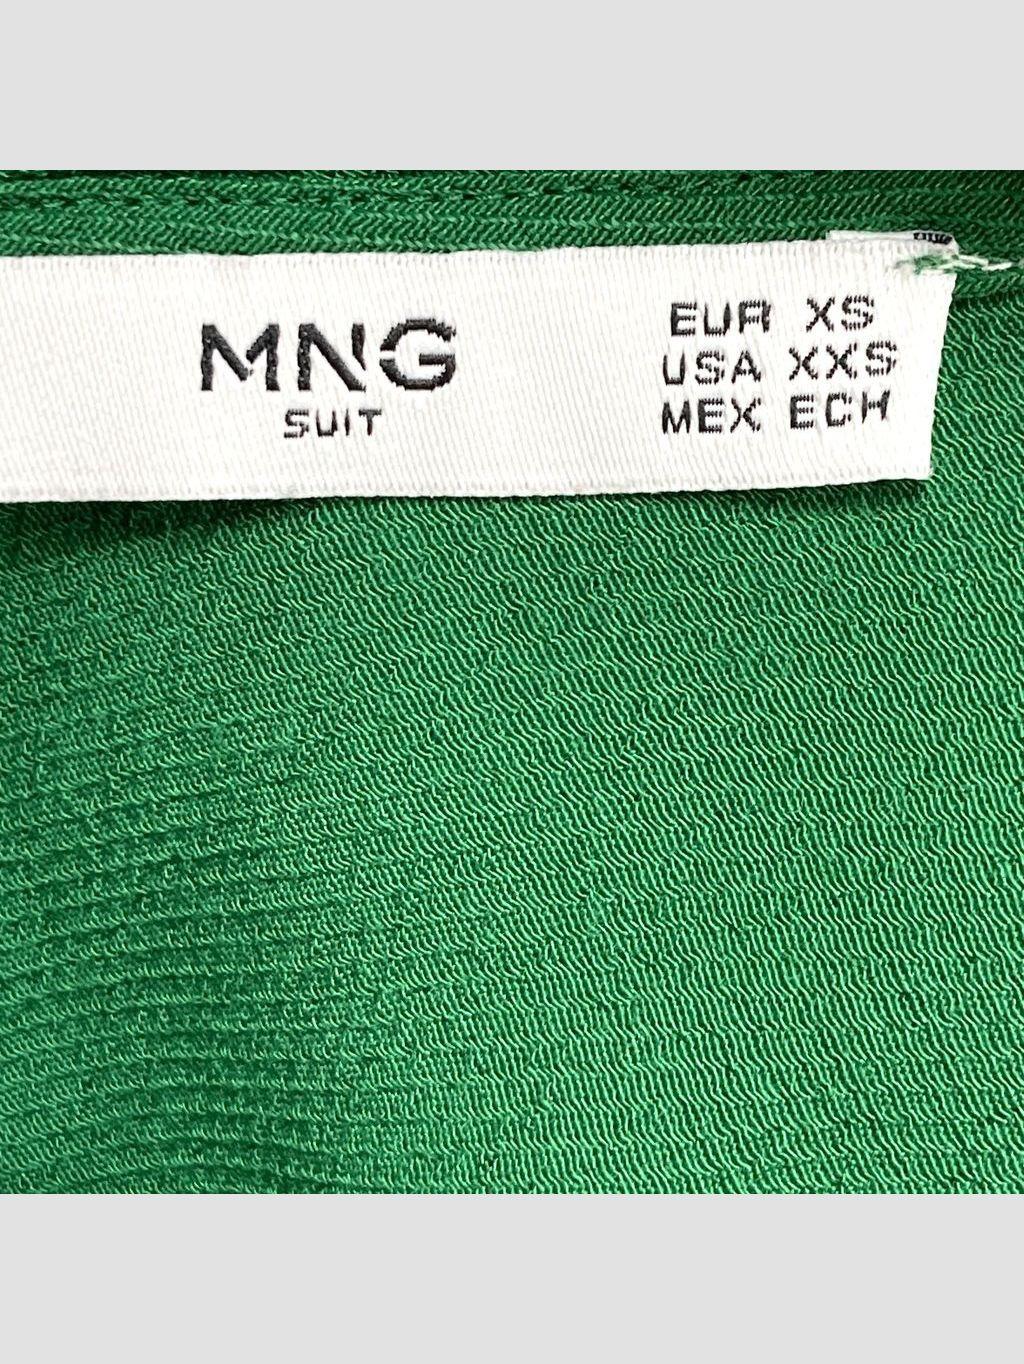 MNG
SUIT
EUR XS
USA XXS
MEX ECH